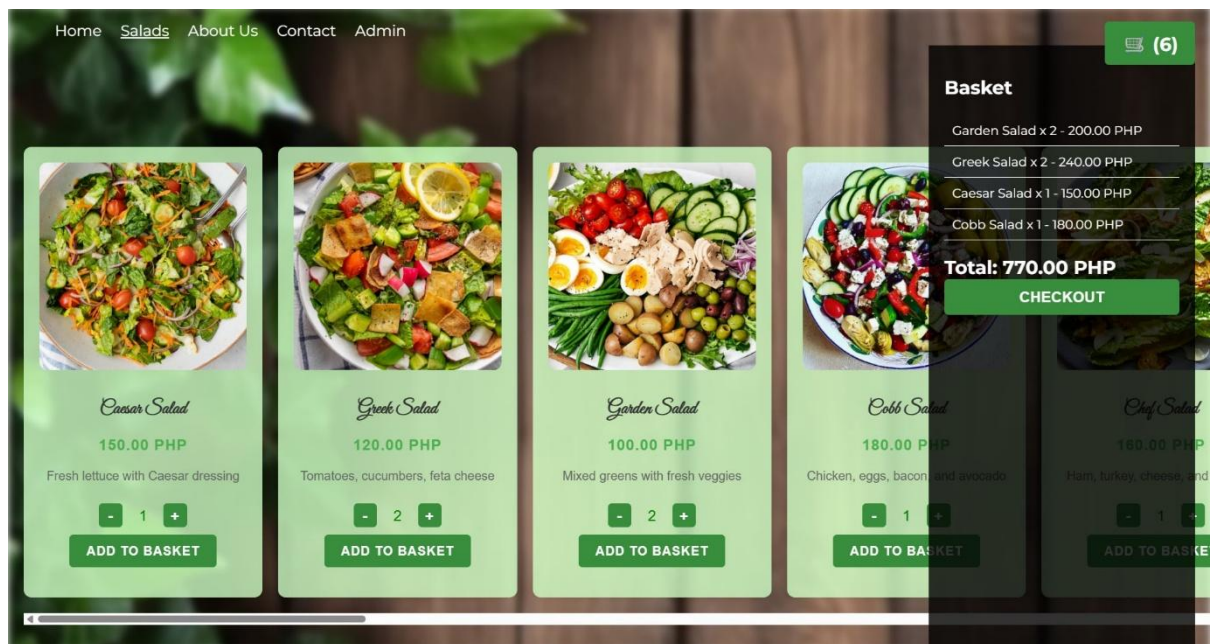 Home Salads About Us Contact Admin
(6)
Basket
Garden Salad x 2 - 200.00 PHP
Greek Salad x 2 - 240.00 PHP
Caesar Salad x 1 - 150.00 PHP
Cobb Salad x 1 - 180.00 PHP
Total: 770.00 PHP
CHECKOUT
Caesar Salad
150.00 PHP
Fresh lettuce with Caesar dressing
- 1 +
ADD TO BASKET
Greek Salad
120.00 PHP
Tomatoes, cucumbers, feta cheese
- 2 +
ADD TO BASKET
Garden Salad
100.00 PHP
Mixed greens with fresh veggies
- 2 +
ADD TO BASKET
Cobb Salad
180.00 PHP
Chicken, eggs, bacon, and avocado
- 1 +
ADD TO BASKET
Chef Salad
160.00 PHP
Ham, turkey, cheese, and
- 1 +
ADD TO BASKE